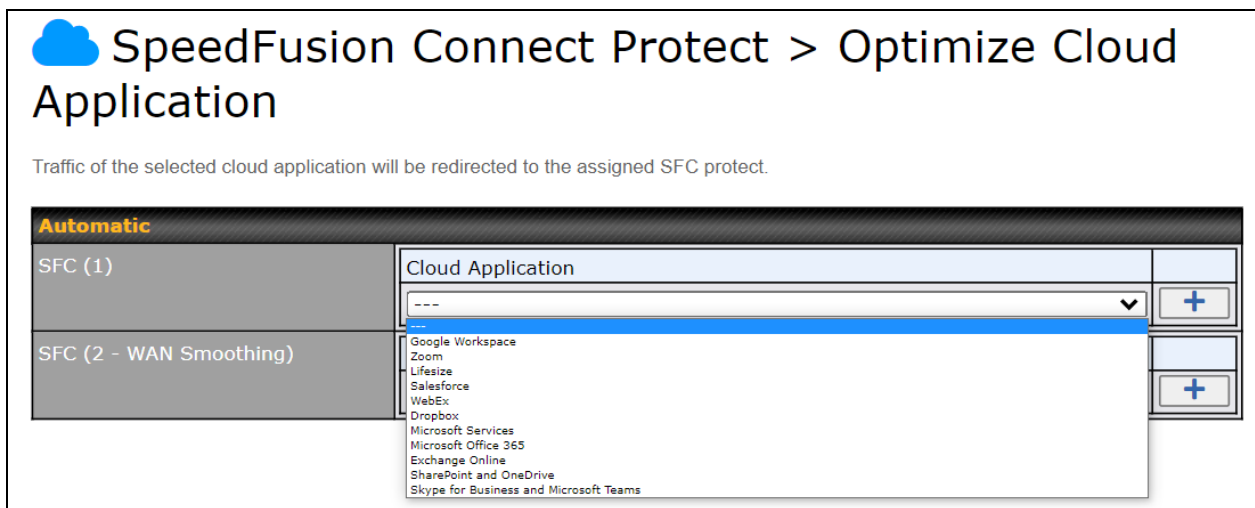 SpeedFusion Connect Protect > Optimize Cloud
Application
Traffic of the selected cloud application will be redirected to the assigned SFC protect.
Automatic
SFC (1)
Cloud Application
---
+
---
Google Workspace
Zoom
Lifesize
Salesforce
WebEx
Dropbox
Microsoft Services
Microsoft Office 365
Exchange Online
SharePoint and OneDrive
Skype for Business and Microsoft Teams
SFC (2 - WAN Smoothing)
+